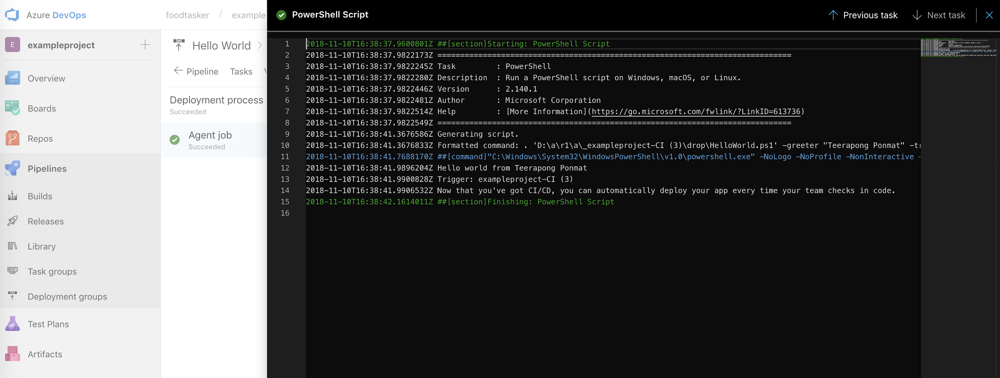 Azure DevOps
foodtasker / example
E exampleproject
Overview
Boards
Repos
Pipelines
Builds
Releases
Library
Task groups
Deployment groups
Test Plans
Artifacts
Hello World
Pipeline Tasks
Deployment process
Succeeded
Agent job
Succeeded
PowerShell Script
Previous task Next task
1 2018-11-10T16:38:37.9600801Z ##[section]Starting: PowerShell Script
2 2018-11-10T16:38:37.9822173Z ==============================================================================
3 2018-11-10T16:38:37.9822245Z Task         : PowerShell
4 2018-11-10T16:38:37.9822280Z Description  : Run a PowerShell script on Windows, macOS, or Linux.
5 2018-11-10T16:38:37.9822446Z Version      : 2.140.1
6 2018-11-10T16:38:37.9822481Z Author       : Microsoft Corporation
7 2018-11-10T16:38:37.9822514Z Help         : [More Information](https://go.microsoft.com/fwlink/?LinkID=613736)
8 2018-11-10T16:38:37.9822549Z ==============================================================================
9 2018-11-10T16:38:41.3676586Z Generating script.
10 2018-11-10T16:38:41.3676833Z Formatted command: . 'D:\a\r1\a\_exampleproject-CI (3)\drop\HelloWorld.ps1' -greeter "Teerapong Ponmat"
11 2018-11-10T16:38:41.7688170Z ##[command]"C:\Windows\System32\WindowsPowerShell\v1.0\powershell.exe" -NoLogo -NoProfile -NonInteractive -
12 2018-11-10T16:38:41.9896204Z Hello world from Teerapong Ponmat
13 2018-11-10T16:38:41.9900828Z Trigger: exampleproject-CI (3)
14 2018-11-10T16:38:41.9906532Z Now that you've got CI/CD, you can automatically deploy your app every time your team checks in code.
15 2018-11-10T16:38:42.1614011Z ##[section]Finishing: PowerShell Script
16